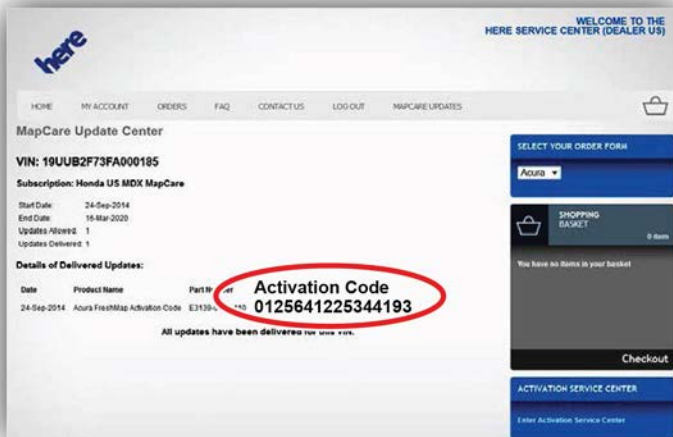 WELCOME TO THE
HERE SERVICE CENTER (DEALER US)
here
HOME MY ACCOUNT ORDERS FAQ CONTACT US LOG OUT MAPCARE UPDATES
MapCare Update Center
VIN: 19UUB2F73FA000185
Subscription: Honda US MDX MapCare
Start Date: 24-Sep-2014
End Date: 16-Mar-2020
Updates Allowed: 1
Updates Delivered: 1
Details of Delivered Updates:
Date Product Name Activation Code
24-Sep-2014 Acura FreshMap Activation Code 0125641225344193
All updates have been delivered for this VIN.
SELECT YOUR ORDER FORM
Acura
SHOPPING
BASKET
0 item
You have no items in your basket
Checkout
ACTIVATION SERVICE CENTER
Enter Activation Service Center